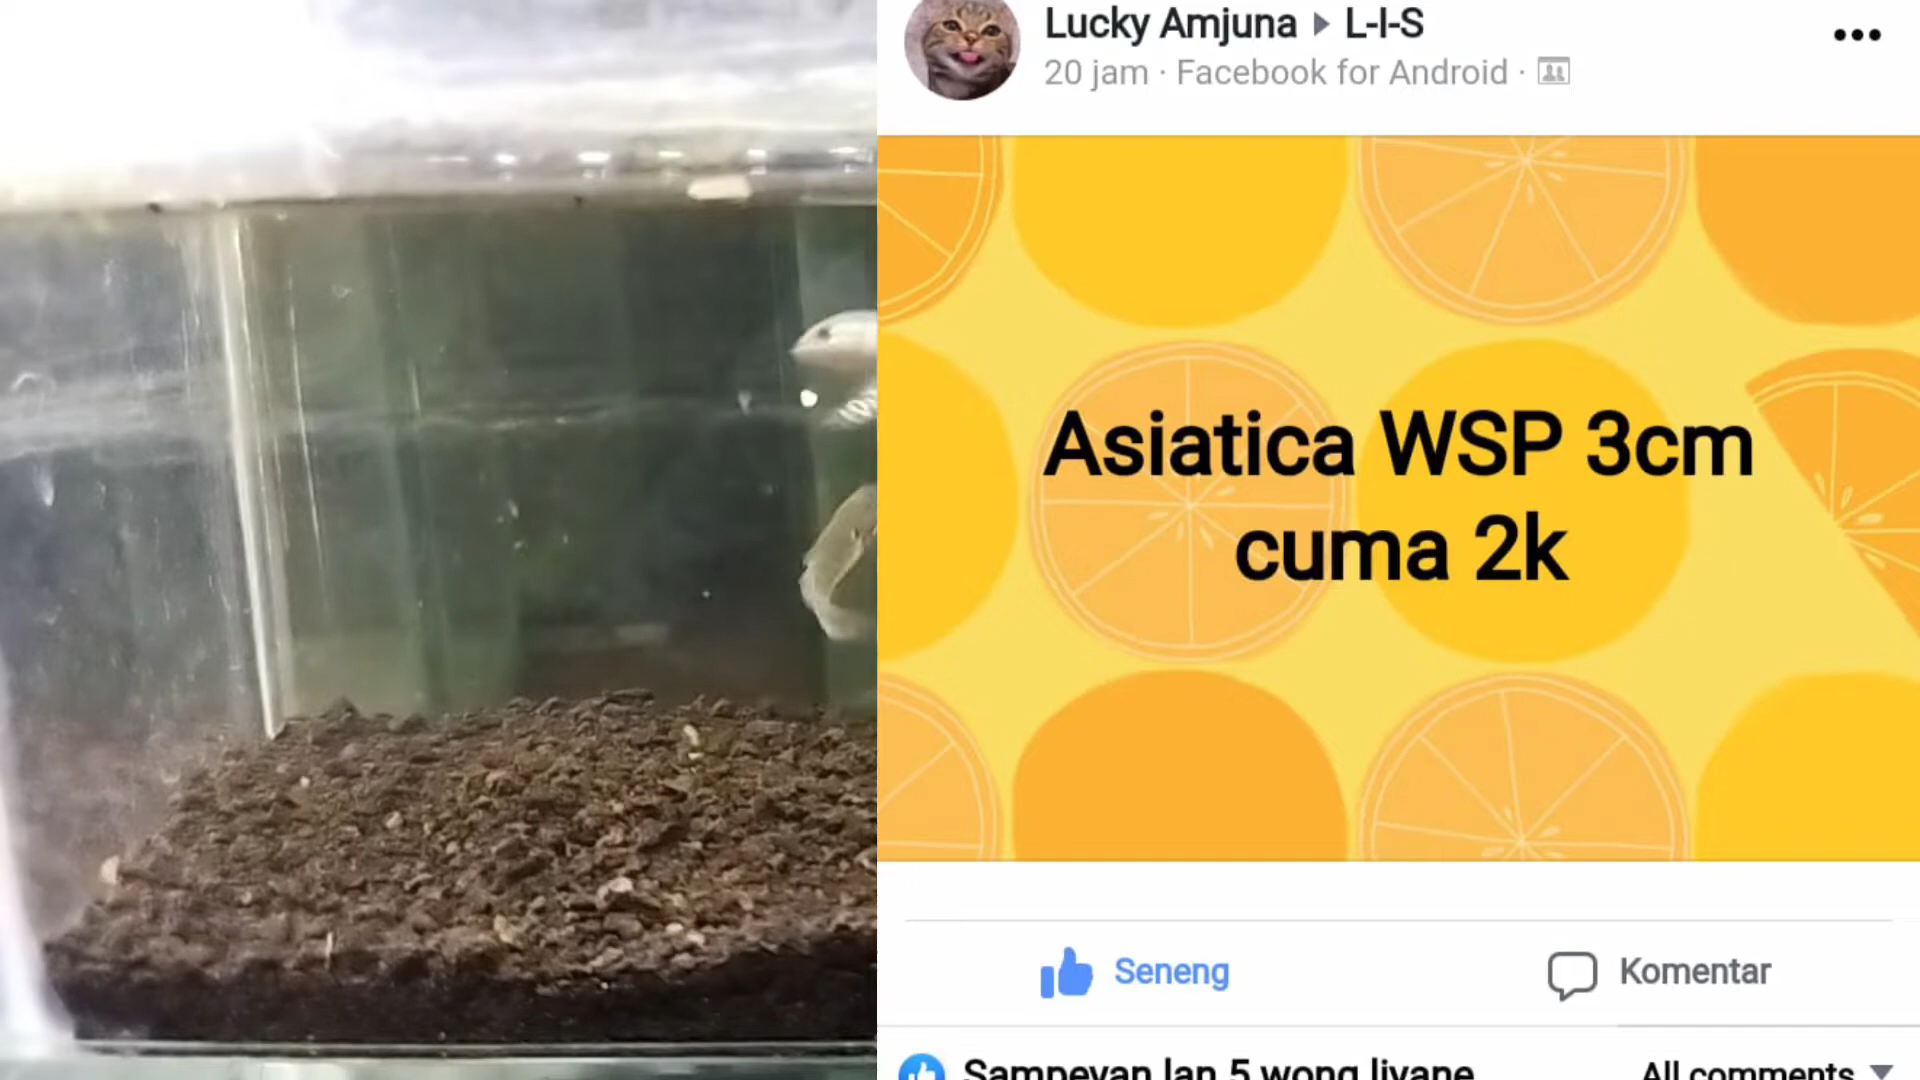 Lucky Amjuna ▸ L-I-S
20 jam · Facebook for Android ·
Asiatica WSP 3cm
cuma 2k
Seneng
Komentar
Sampeyan lan 5 wong liyane
All comments